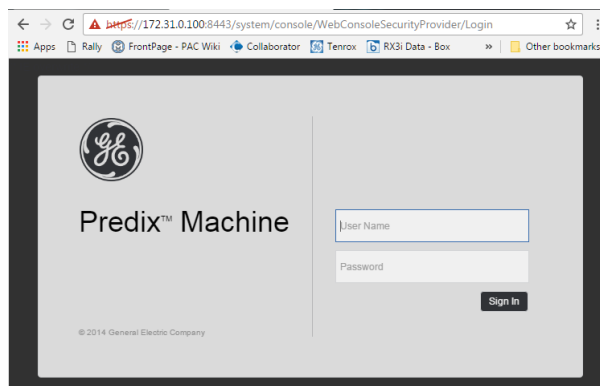 https://172.31.0.100:8443/system/console/WebConsoleSecurityProvider/Login
Apps Rally FrontPage - PAC Wiki Collaborator Tenrox RX3i Data - Box » Other bookmarks
GE
Predix™ Machine
User Name
Password
Sign In
© 2014 General Electric Company